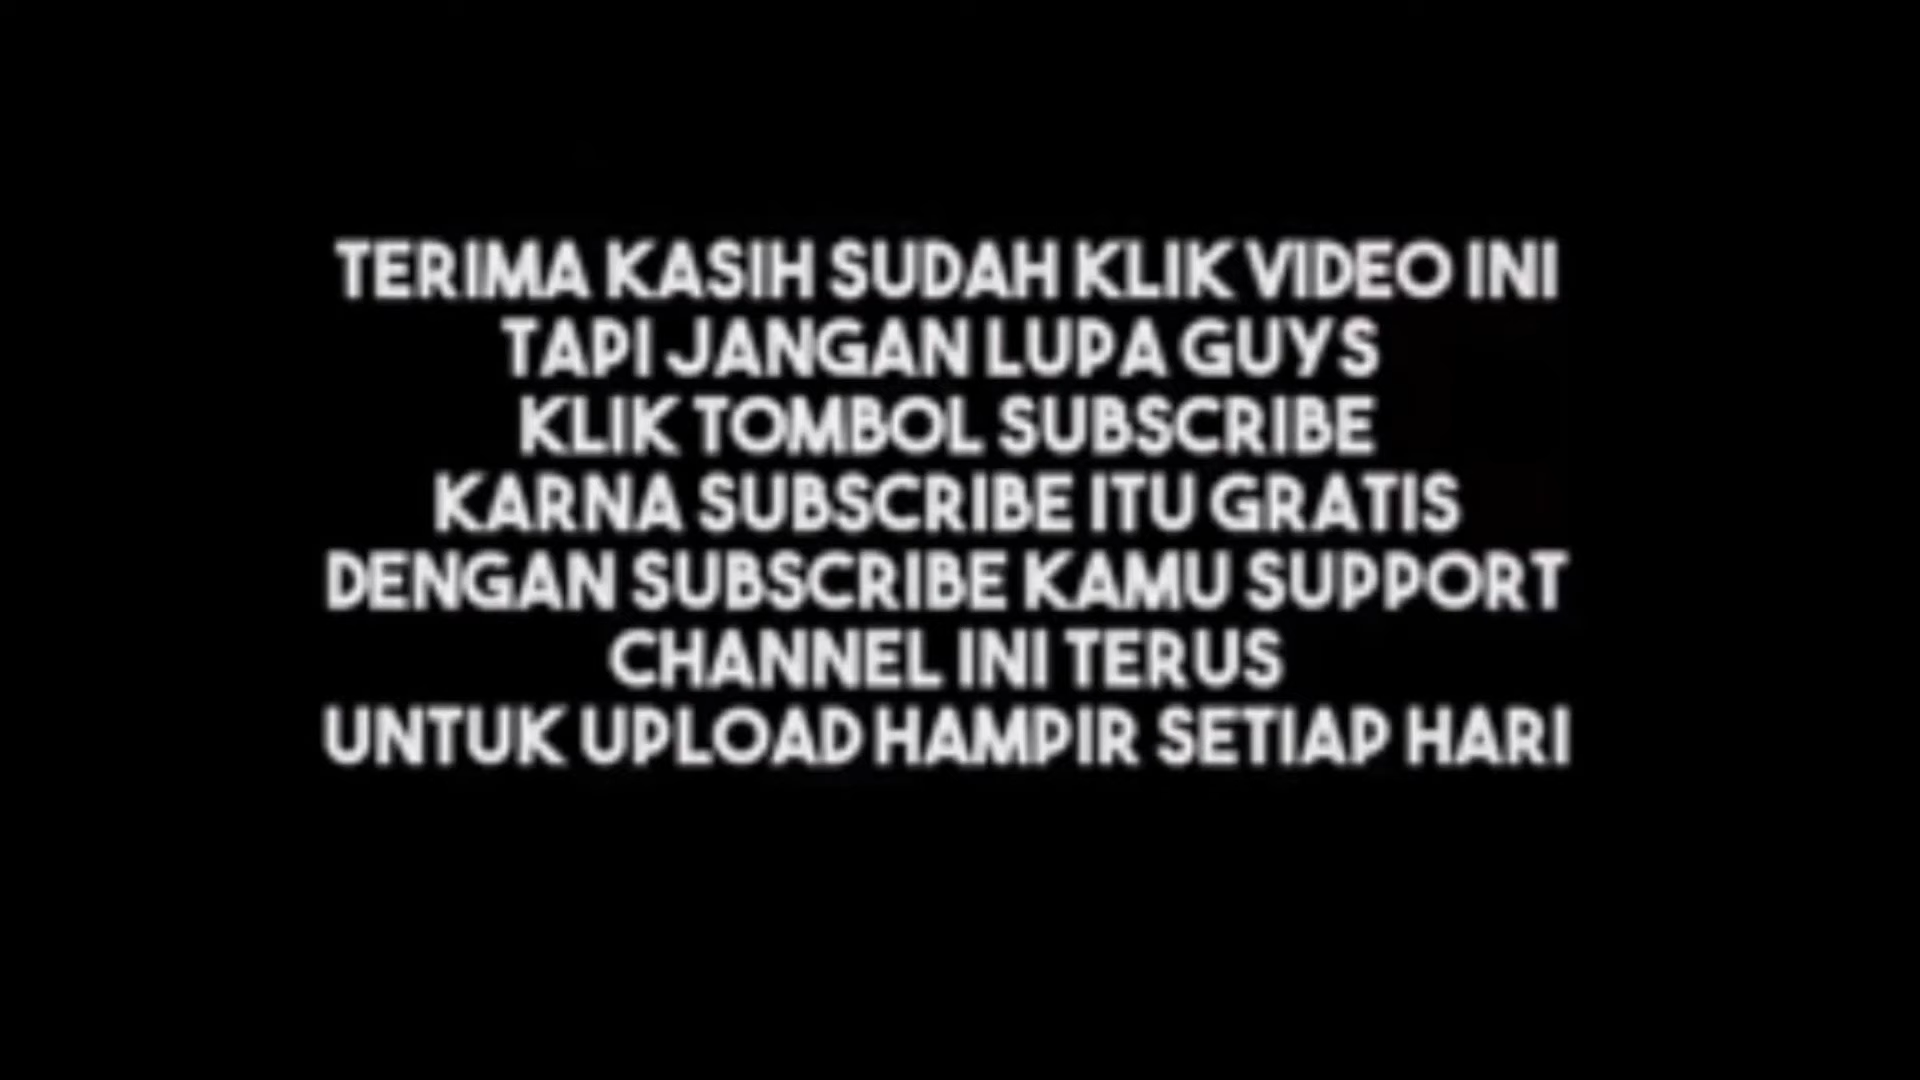 TERIMA KASIH SUDAH KLIK VIDEO INI
TAPI JANGAN LUPA GUYS
KLIK TOMBOL SUBSCRIBE
KARNA SUBSCRIBE ITU GRATIS
DENGAN SUBSCRIBE KAMU SUPPORT
CHANNEL INI TERUS
UNTUK UPLOAD HAMPIR SETIAP HARI